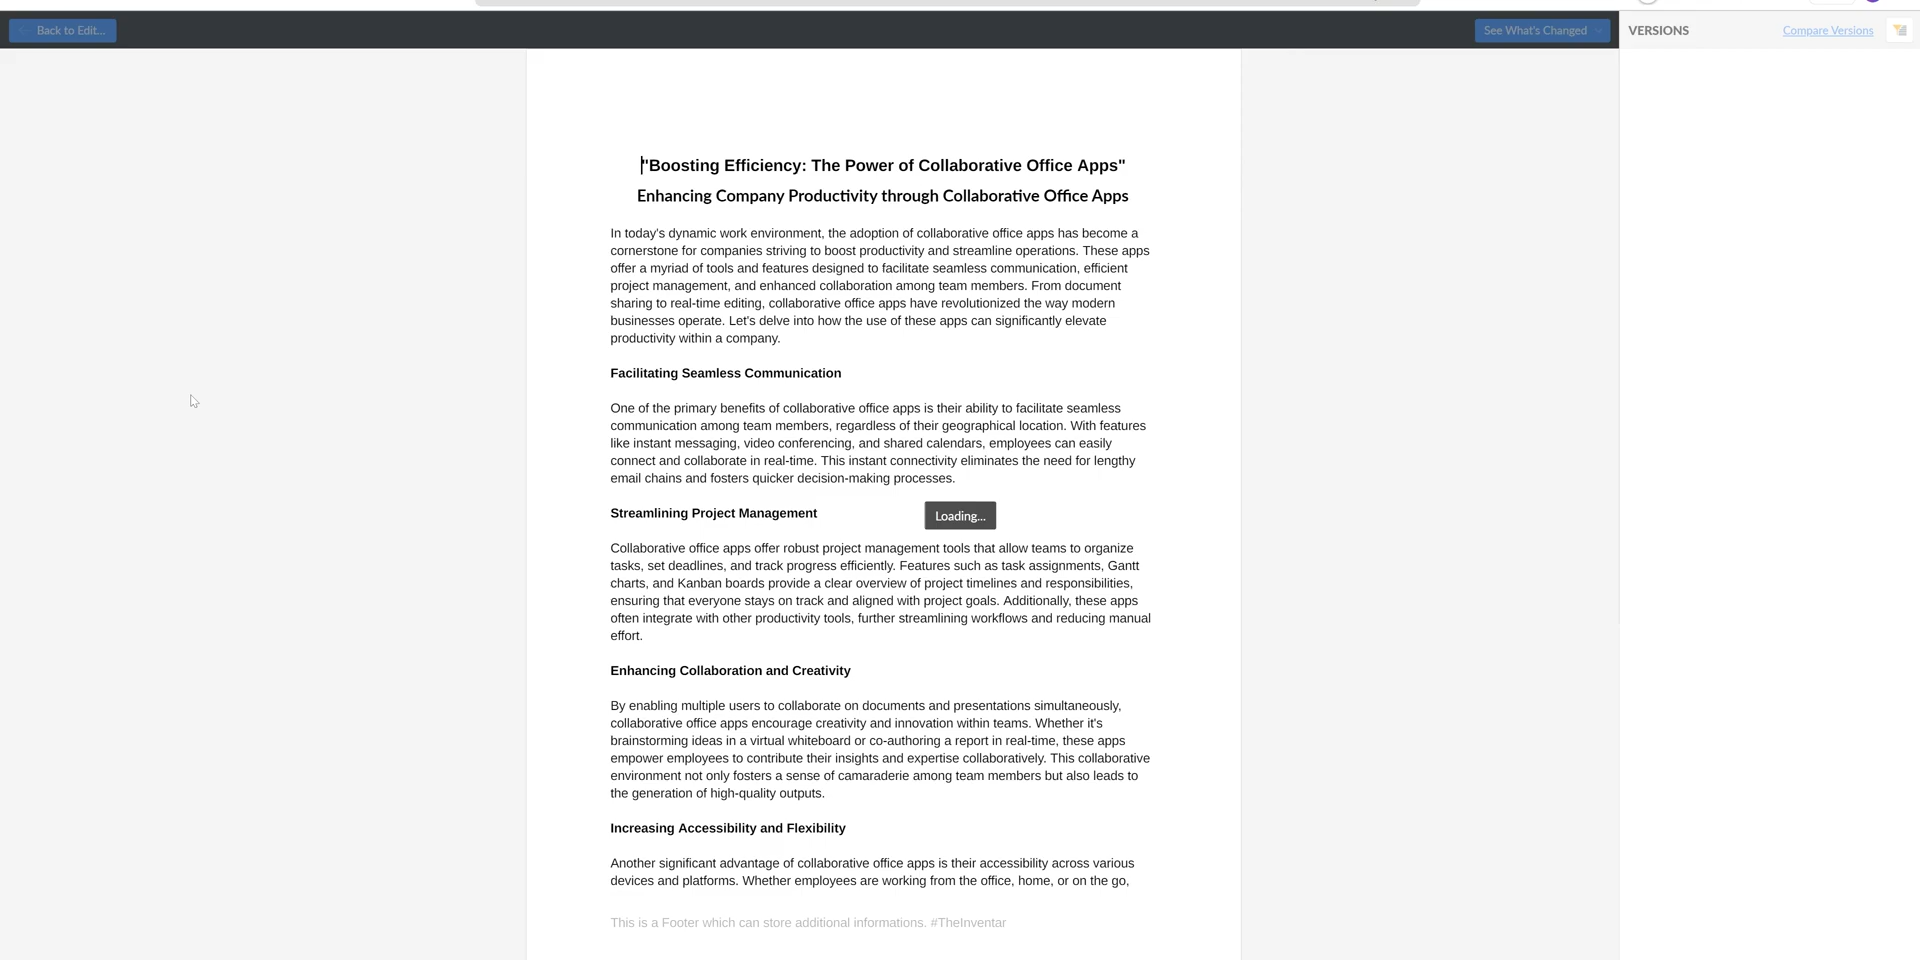 Back to Edit...
See What's Changed
VERSIONS
Compare Versions
"Boosting Efficiency: The Power of Collaborative Office Apps"
Enhancing Company Productivity through Collaborative Office Apps
In today's dynamic work environment, the adoption of collaborative office apps has become a
cornerstone for companies striving to boost productivity and streamline operations. These apps
offer a myriad of tools and features designed to facilitate seamless communication, efficient
project management, and enhanced collaboration among team members. From document
sharing to real-time editing, collaborative office apps have revolutionized the way modern
businesses operate. Let's delve into how the use of these apps can significantly elevate
productivity within a company.
Facilitating Seamless Communication
One of the primary benefits of collaborative office apps is their ability to facilitate seamless
communication among team members, regardless of their geographical location. With features
like instant messaging, video conferencing, and shared calendars, employees can easily
connect and collaborate in real-time. This instant connectivity eliminates the need for lengthy
email chains and fosters quicker decision-making processes.
Streamlining Project Management
Loading...
Collaborative office apps offer robust project management tools that allow teams to organize
tasks, set deadlines, and track progress efficiently. Features such as task assignments, Gantt
charts, and Kanban boards provide a clear overview of project timelines and responsibilities,
ensuring that everyone stays on track and aligned with project goals. Additionally, these apps
often integrate with other productivity tools, further streamlining workflows and reducing manual
effort.
Enhancing Collaboration and Creativity
By enabling multiple users to collaborate on documents and presentations simultaneously,
collaborative office apps encourage creativity and innovation within teams. Whether it's
brainstorming ideas in a virtual whiteboard or co-authoring a report in real-time, these apps
empower employees to contribute their insights and expertise collaboratively. This collaborative
environment not only fosters a sense of camaraderie among team members but also leads to
the generation of high-quality outputs.
Increasing Accessibility and Flexibility
Another significant advantage of collaborative office apps is their accessibility across various
devices and platforms. Whether employees are working from the office, home, or on the go,
This is a Footer which can store additional informations. #TheInventar